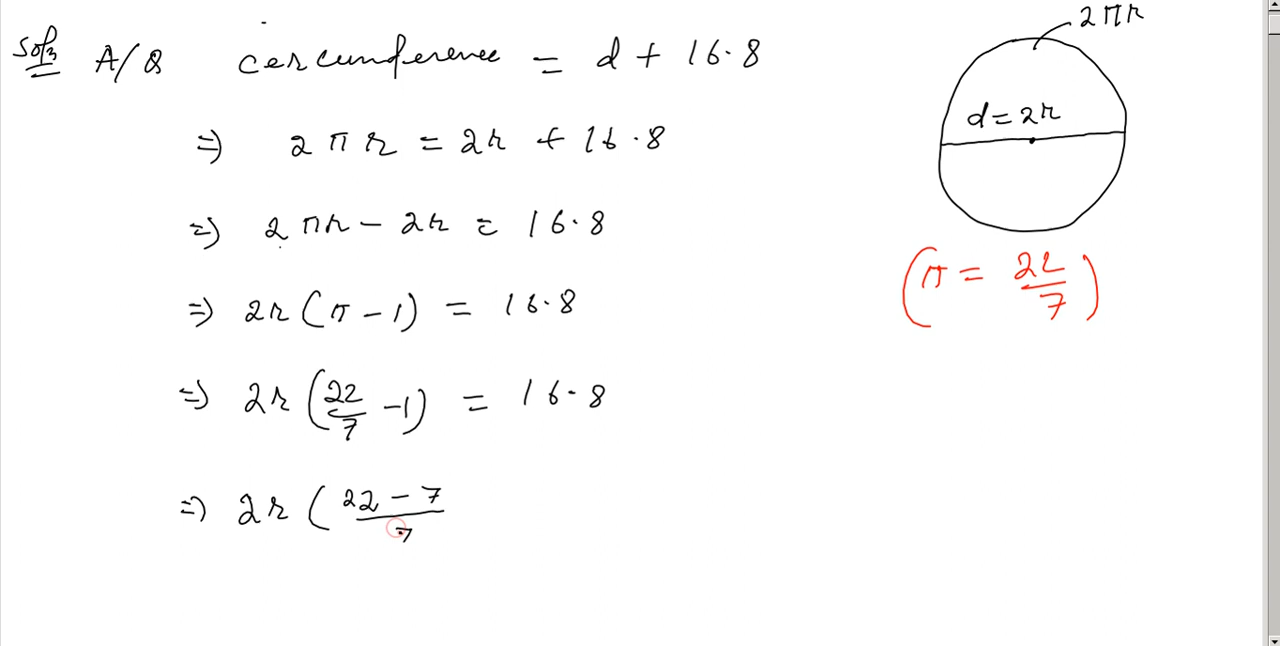 Soln A/Q cercumference = d + 16.8
2πr
d = 2r
⇒ 2πr = 2r + 16.8
⇒ 2πr - 2r = 16.8
(π = 22/7)
⇒ 2r(π - 1) = 16.8
⇒ 2r(22/7 - 1) = 16.8
⇒ 2r(22 - 7/7